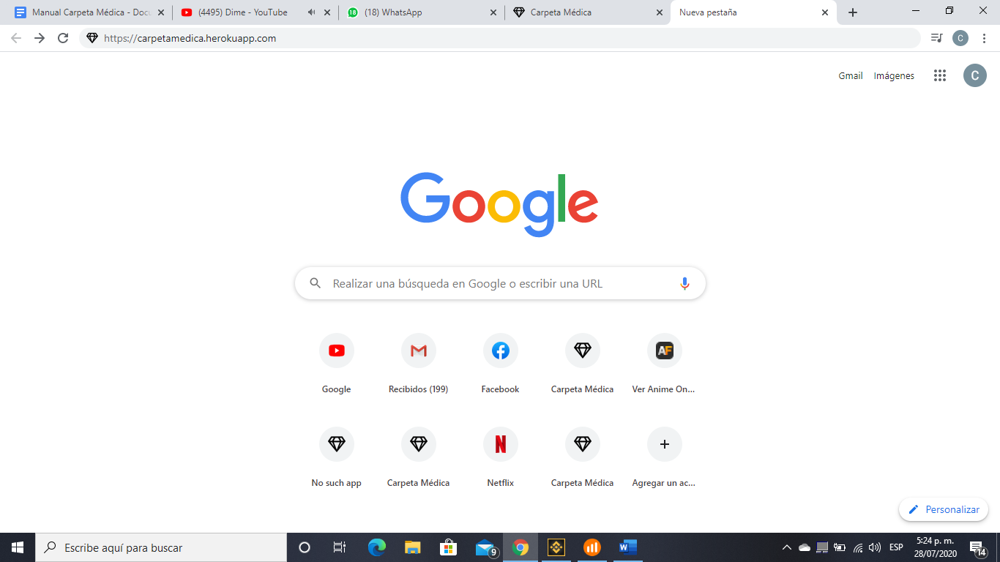 Manual Carpeta Médica - Docu
(4495) Dime - YouTube
18
(18) WhatsApp
Carpeta Médica
Nueva pestaña
https://carpetamedica.herokuapp.com
C
Gmail
Imágenes
C
Google
Realizar una búsqueda en Google o escribir una URL
AF
Google
Recibidos (199)
Facebook
Carpeta Médica
Ver Anime On...
No such app
Carpeta Médica
Netflix
Carpeta Médica
Agregar un ac...
Personalizar
Escribe aquí para buscar
9
ESP
5:24 p. m.
28/07/2020
14